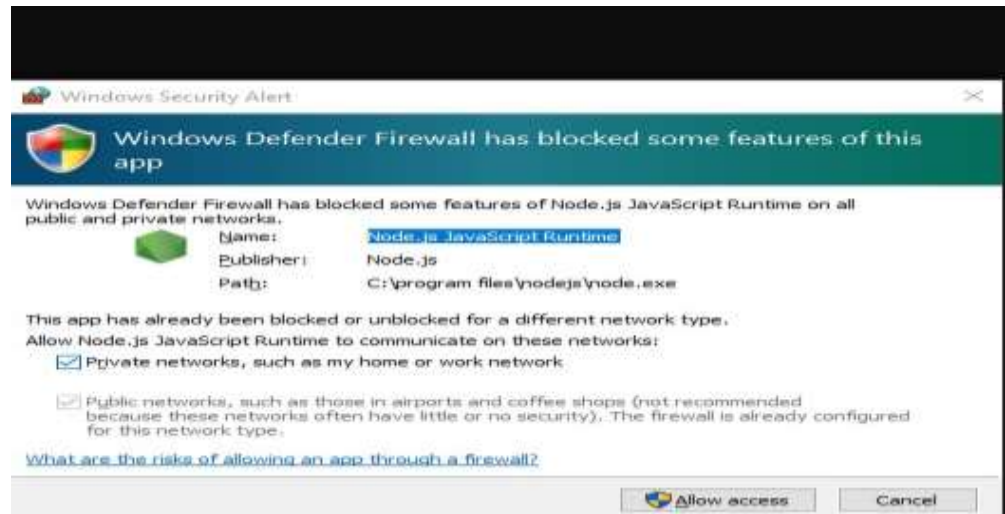 Windows Security Alert
Windows Defender Firewall has blocked some features of this
app
Windows Defender Firewall has blocked some features of Node.js JavaScript Runtime on all
public and private networks.
Name: Node.js JavaScript Runtime
Publisher: Node.js
Path: C:\program files\nodejs\node.exe
This app has already been blocked or unblocked for a different network type.
Allow Node.js JavaScript Runtime to communicate on these networks:
Private networks, such as my home or work network
Public networks, such as those in airports and coffee shops (not recommended
because these networks often have little or no security). The firewall is already configured
for this network type.
What are the risks of allowing an app through a firewall?
Allow access Cancel